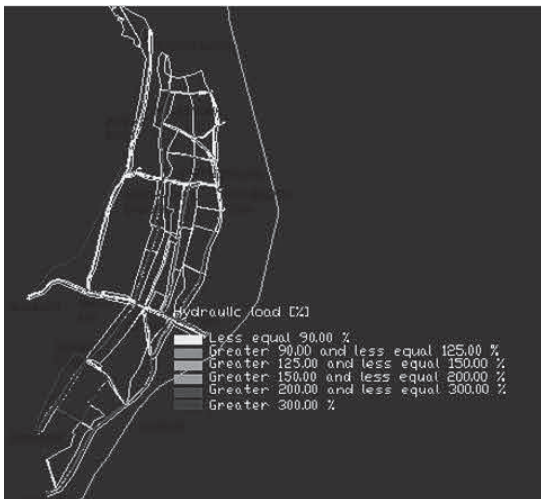 Hydraulic load [%]
Less equal 90.00 %
Greater 90.00 and less equal 125.00 %
Greater 125.00 and less equal 150.00 %
Greater 150.00 and less equal 200.00 %
Greater 200.00 and less equal 300.00 %
Greater 300.00 %